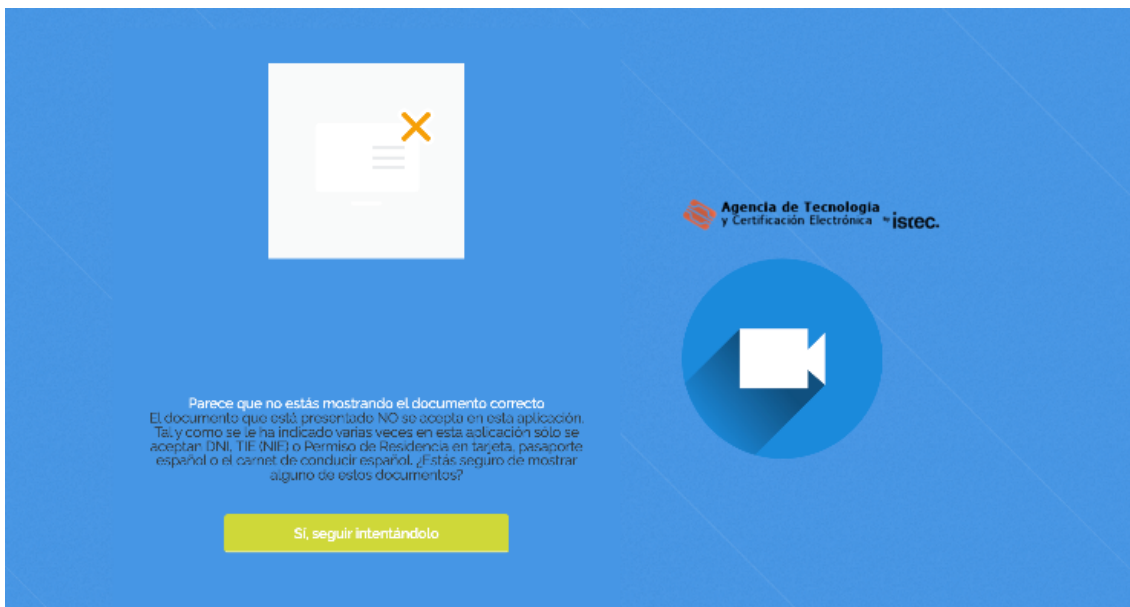 Agencia de Tecnología
y Certificación Electrónica by istec.
Parece que no estás mostrando el documento correcto
El documento que está presentado NO se acepta en esta aplicación.
Tal y como se le ha indicado varias veces en esta aplicación sólo se
aceptan DNI, TIE (NIE) o Permiso de Residencia en tarjeta, pasaporte
español o el carnet de conducir español. ¿Estás seguro de mostrar
alguno de estos documentos?
Sí, seguir intentándolo